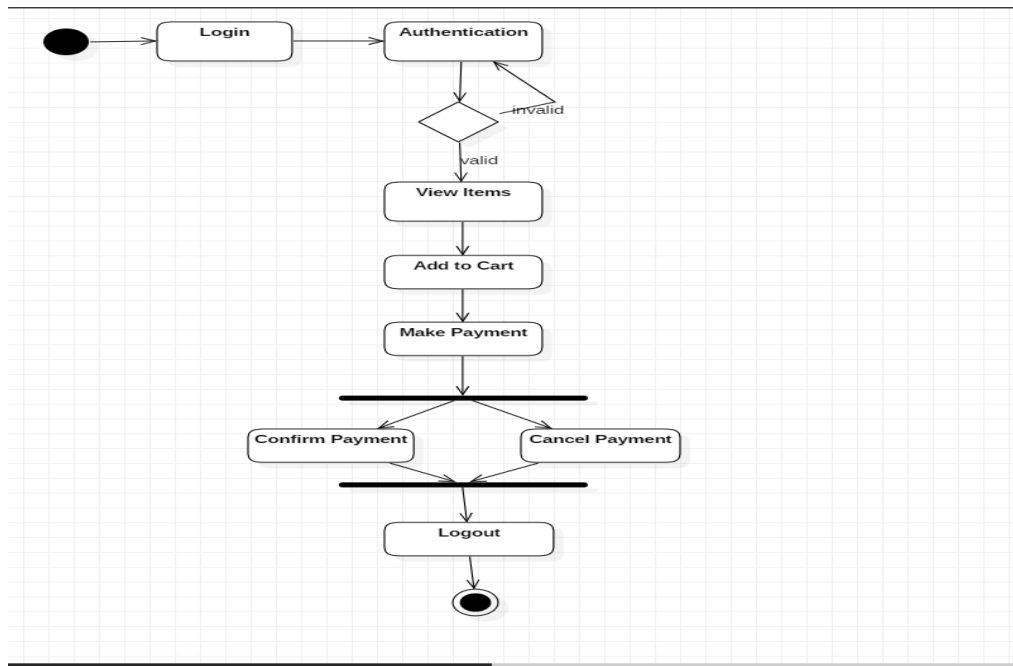 Login
Authentication
invalid
valid
View Items
Add to Cart
Make Payment
Confirm Payment
Cancel Payment
Logout